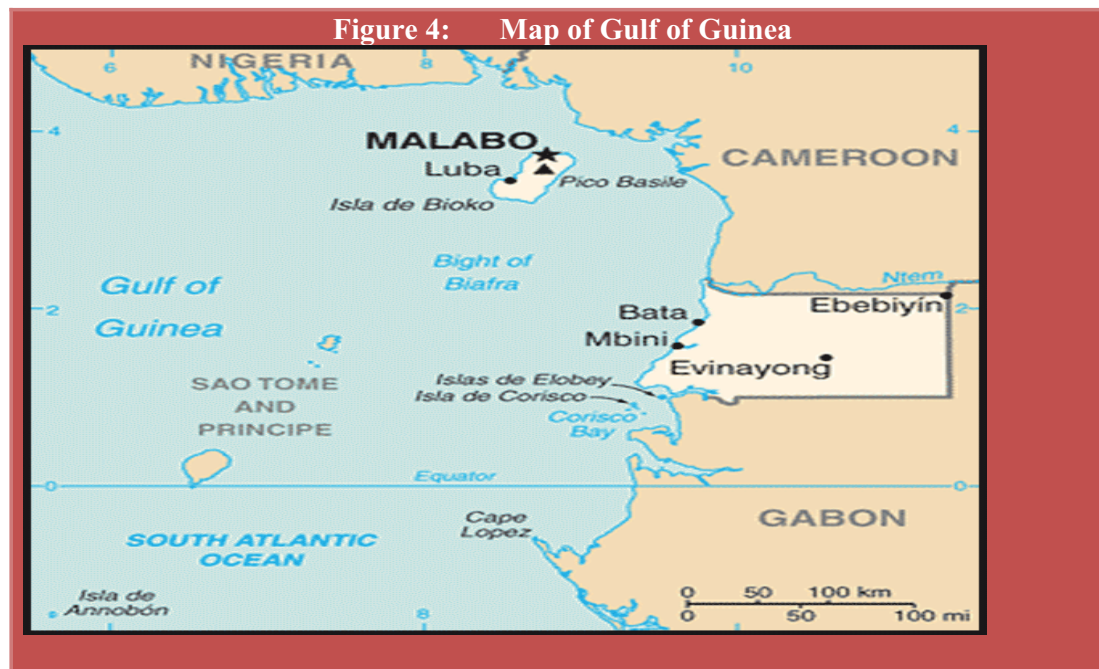 Figure 4: Map of Gulf of Guinea
NIGERIA
6
8
10
4
4
MALABO
Luba
Pico Basile
Isla de Bioko
CAMEROON
Bight of
Biafra
Gulf of
Guinea
Ntem
2
2
Bata
Ebebiyín
Mbini
Evinayong
Islas de Elobey
Isla de Corisco
Corisco
Bay
SAO TOME
AND
PRINCIPE
0
Equator
0
Cape
Lopez
GABON
SOUTH ATLANTIC
OCEAN
Isla de
Annobón
8
0 50 100 km
0 50 100 mi